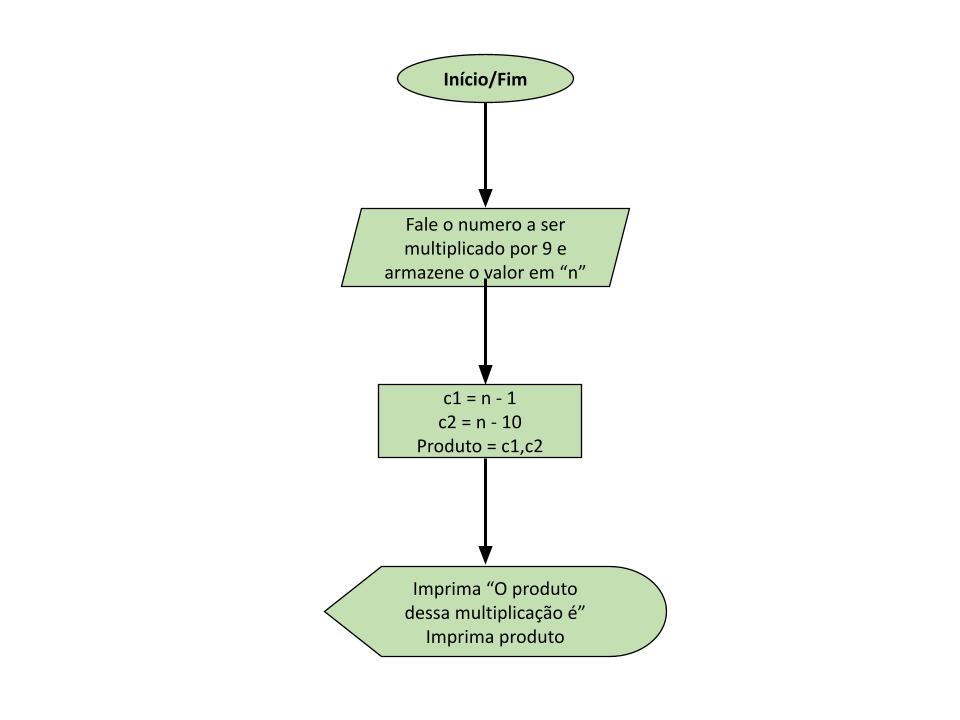 Início/Fim
Fale o numero a ser
multiplicado por 9 e
armazene o valor em “n”
c1 = n - 1
c2 = n - 10
Produto = c1,c2
Imprima “O produto
dessa multiplicação é”
Imprima produto